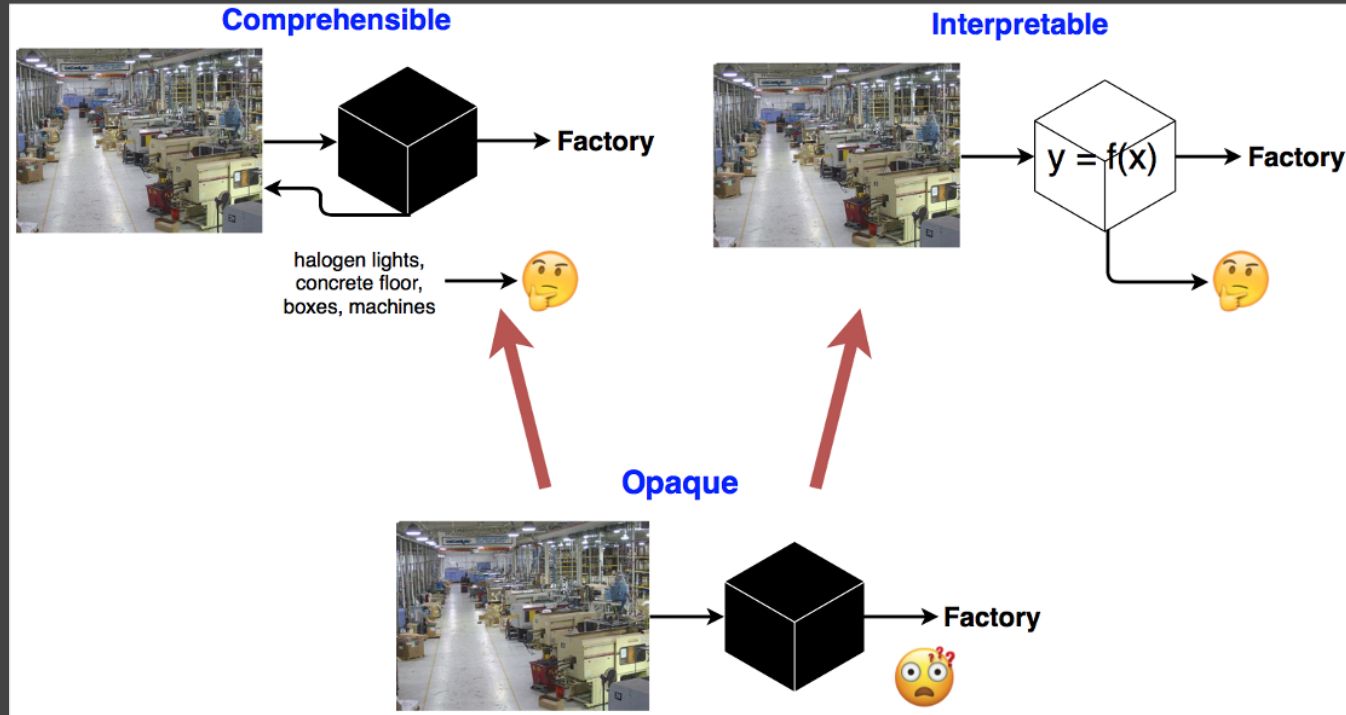 Comprehensible
Interpretable
Factory
y = f(x)
Factory
halogen lights,
concrete floor,
boxes, machines
Opaque
Factory
???